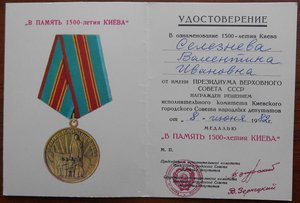 „В ПАМЯТЬ 1500-летия КИЕВА"
УДОСТОВЕРЕНИЕ
В ознаменование 1500-летия Киева
Селезнева
Валентина
Ивановна
от имени ПРЕЗИДИУМА ВЕРХОВНОГО
СОВЕТА СССР
НАГРАЖДЕН РЕШЕНИЕМ
исполнительного комитета Киевского
городского Совета народных депутатов
от „8" июня 1982г.
МЕДАЛЬЮ
„В ПАМЯТЬ 1500-летия КИЕВА"
М. П.